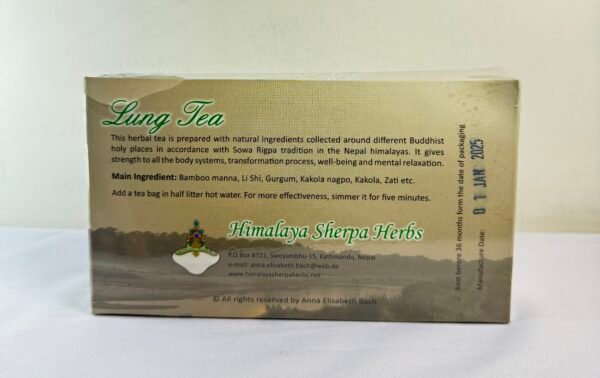 Lung Tea
This herbal tea is prepared with natural ingredients collected around different Buddhist
holy places in accordance with Sowa Rigpa tradition in the Nepal himalayas. It gives
strength to all the body systems, transformation process, well-being and mental relaxation.
Main Ingredient: Bamboo manna, Li Shi, Gurgum, Kakola nagpo, Kakola, Zati etc.
Add a tea bag in half litter hot water. For more effectiveness, simmer it for five minutes.
Himalaya Sherpa Herbs
P.O.Box 8721, Swoyambhu-15, Kathmandu, Nepal
e-mail. anna.elisabeth.bach@web.de
www.himalayasherpaherbs.net
© All rights reserved by Anna Elisabeth Bach
Best berore 36 months form the date of packaging
Manufacture Date: 01 JAN 2025